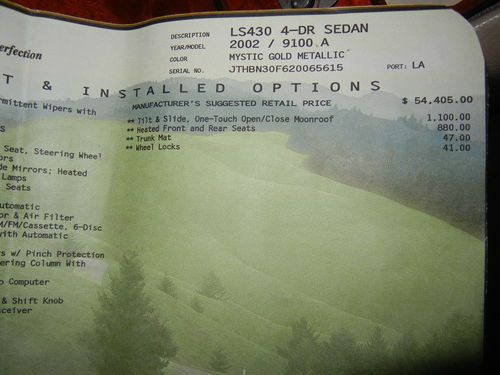 DESCRIPTION LS430 4-DR SEDAN
YEAR/MODEL 2002 / 9100 A
COLOR MYSTIC GOLD METALLIC
SERIAL NO. JTHBN30F620065615 PORT: LA
T & INSTALLED OPTIONS
MANUFACTURER'S SUGGESTED RETAIL PRICE $ 54,405.00
** Tilt & Slide, One-Touch Open/Close Moonroof 1,100.00
** Heated Front and Rear Seats 880.00
** Trunk Mat 47.00
** Wheel Locks 41.00
erfection
rmittent Wipers with
s
Seat, Steering Wheel
ors
de Mirrors; Heated
Lamps
Seats
utomatic
or & Air Filter
M/FM/Cassette, 6-Disc
with Automatic
s w/ Pinch Protection
ering Column With
p Computer
& Shift Knob
ceiver